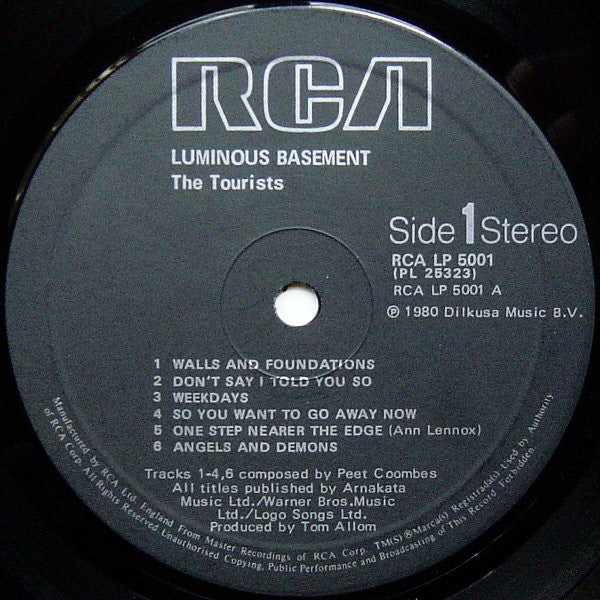 RCA
LUMINOUS BASEMENT
The Tourists
Side 1 Stereo
RCA LP 5001
(PL 25323)
RCA LP 5001 A
℗ 1980 Dilkusa Music B.V.
1 WALLS AND FOUNDATIONS
2 DON'T SAY I TOLD YOU SO
3 WEEKDAYS
4 SO YOU WANT TO GO AWAY NOW
5 ONE STEP NEARER THE EDGE (Ann Lennox)
6 ANGELS AND DEMONS
Tracks 1-4,6 composed by Peet Coombes
All titles published by Arnakata
Music Ltd./Warner Bros.Music
Ltd./Logo Songs Ltd.
Produced by Tom Allom
Manufactured by RCA Ltd. England From Master Recordings of RCA Corp. TM(S)®Marca(s) Registrada(s) Used by Authority
of RCA Corp. All Rights Reserved Unauthorised Copying, Public Performance and Broadcasting of This Record Forbidden.